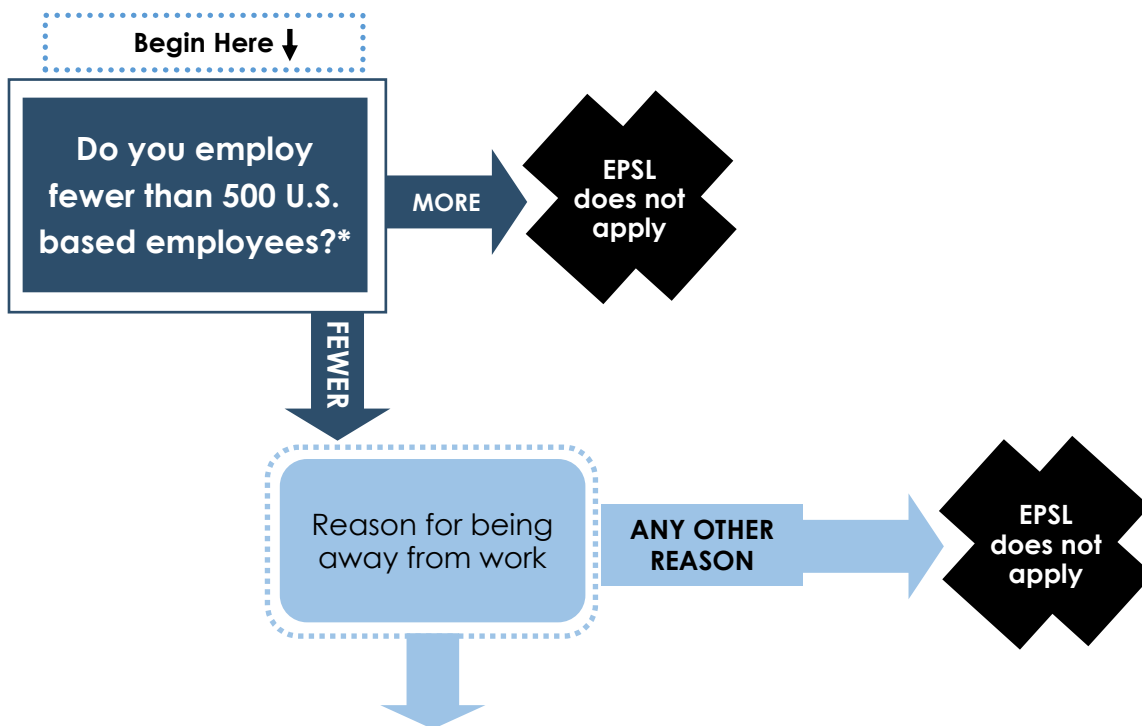 Begin Here
Do you employ
fewer than 500 U.S.
based employees?*
MORE
EPSL
does not
apply
FEWER
Reason for being
away from work
ANY OTHER
REASON
EPSL
does not
apply